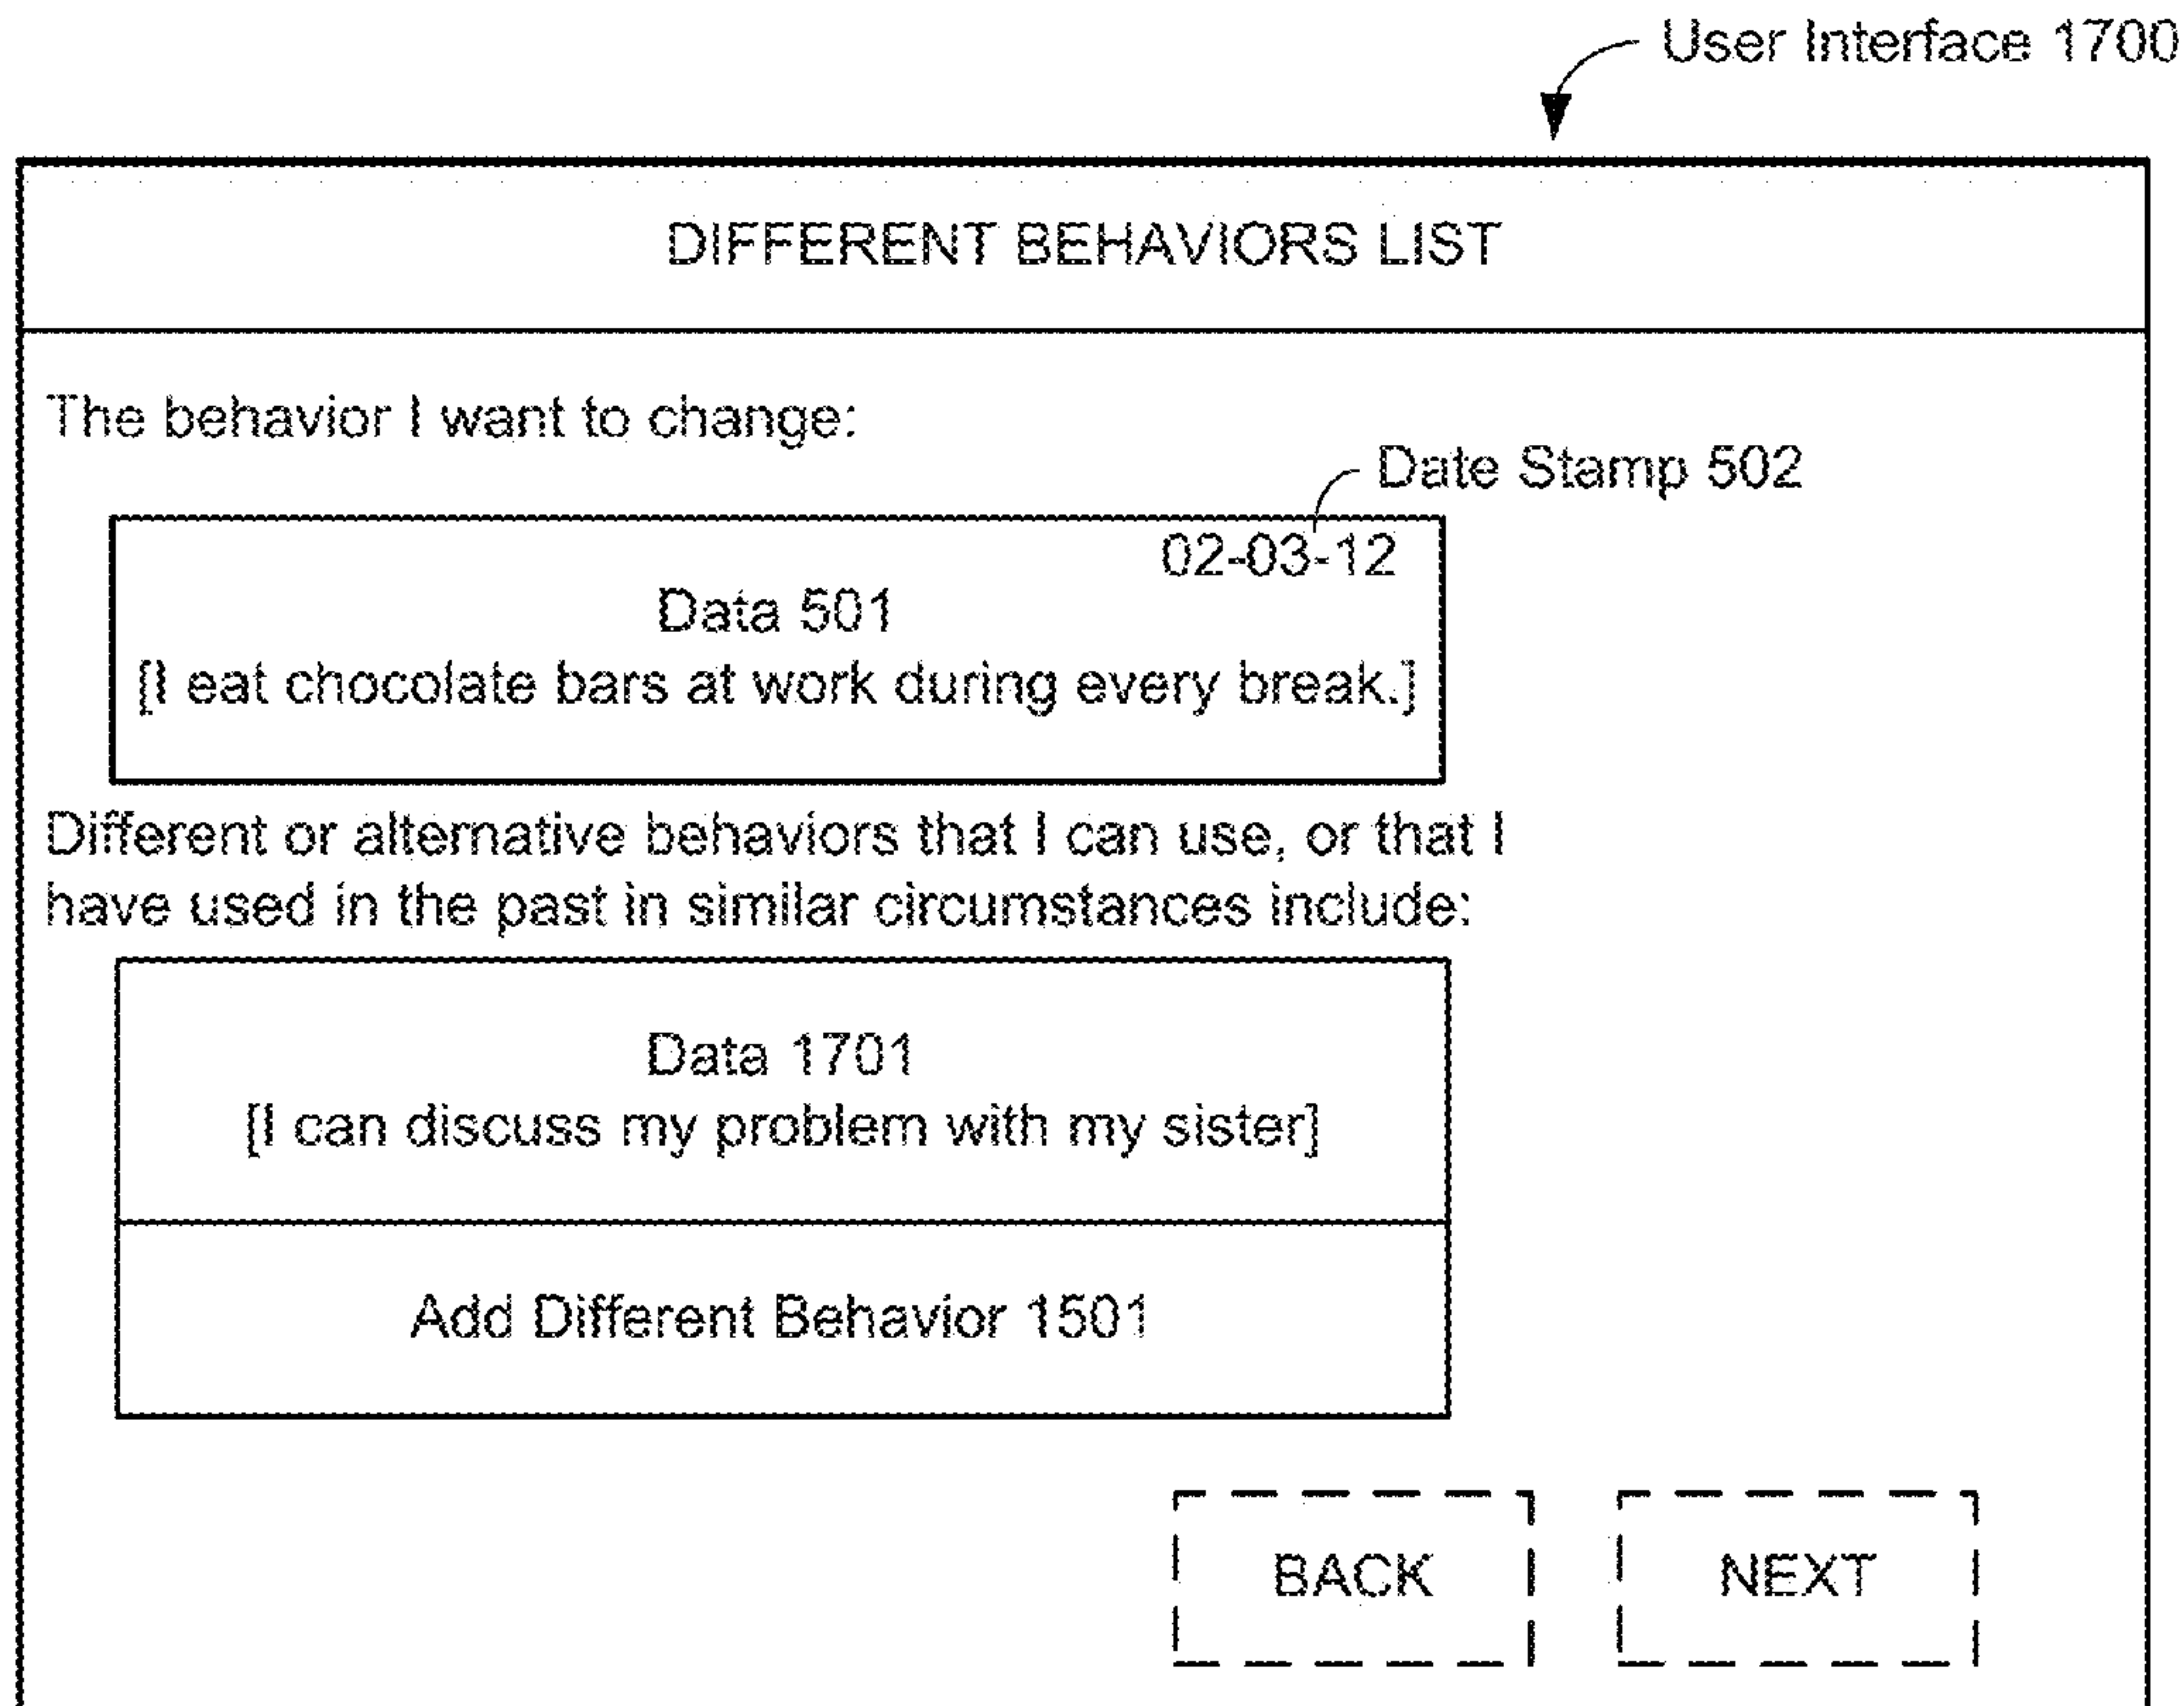 User Interface 1700
DIFFERENT BEHAVIORS LIST
The behavior I want to change:
Date Stamp 502
02-03-12
Data 501
[I eat chocolate bars at work during every break.]
Different or alternative behaviors that I can use, or that I
have used in the past in similar circumstances include:
Data 1701
[I can discuss my problem with my sister]
Add Different Behavior 1501
BACK NEXT